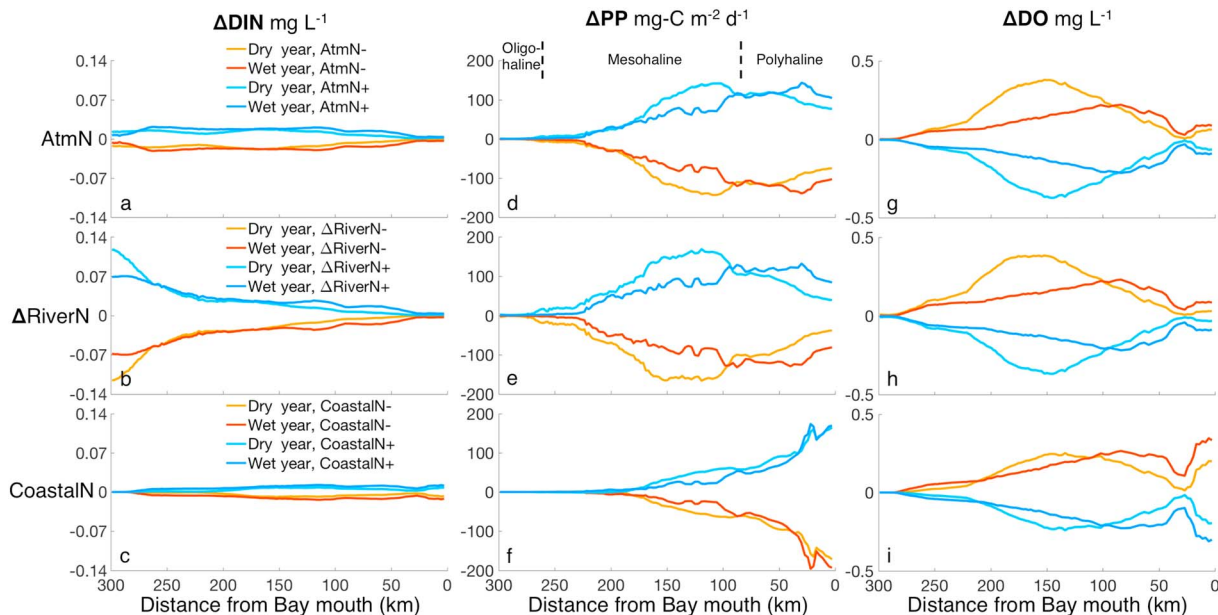 ΔDIN mg L-1
ΔPP mg-C m-2 d-1
ΔDO mg L-1
Dry year, AtmN-
Wet year, AtmN-
Dry year, AtmN+
Wet year, AtmN+
0.14
0.07
0
-0.07
-0.14
AtmN
a
Oligo-
haline
Mesohaline
Polyhaline
200
100
0
-100
-200
d
0.5
0
-0.5
g
Dry year, ΔRiverN-
Wet year, ΔRiverN-
Dry year, ΔRiverN+
Wet year, ΔRiverN+
0.14
0.07
0
-0.07
-0.14
ΔRiverN
b
200
100
0
-100
-200
e
0.5
0
-0.5
h
Dry year, CoastalN-
Wet year, CoastalN-
Dry year, CoastalN+
Wet year, CoastalN+
0.14
0.07
0
-0.07
-0.14
CoastalN
c
200
100
0
-100
-200
f
0.5
0
-0.5
i
300 250 200 150 100 50 0
Distance from Bay mouth (km)
300 250 200 150 100 50 0
Distance from Bay mouth (km)
300 250 200 150 100 50 0
Distance from Bay mouth (km)